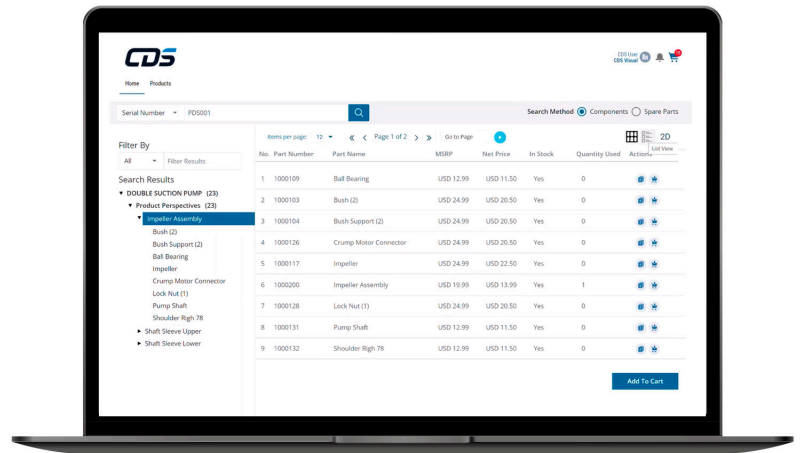 CDS
CDS User
CDS Visual
Home Products
Serial Number PDS001
Search Method Components Spare Parts
Filter By
All Filter Results
Search Results
DOUBLE SUCTION PUMP (23)
Product Perspectives (23)
Impeller Assembly
Bush (2)
Bush Support (2)
Ball Bearing
Impeller
Crump Motor Connector
Lock Nut (1)
Pump Shaft
Shoulder Righ 78
Shaft Sleeve Upper
Shaft Sleeve Lower
Items per page: 12 Page 1 of 2 Go to Page 2D
List View
No. Part Number Part Name MSRP Net Price In Stock Quantity Used Actions
1 1000109 Ball Bearing USD 12.99 USD 11.50 Yes 0
2 1000103 Bush (2) USD 24.99 USD 20.50 Yes 0
3 1000104 Bush Support (2) USD 24.99 USD 20.50 Yes 0
4 1000126 Crump Motor Connector USD 24.99 USD 20.50 Yes 0
5 1000117 Impeller USD 24.99 USD 22.50 Yes 0
6 1000200 Impeller Assembly USD 19.99 USD 13.99 Yes 1
7 1000128 Lock Nut (1) USD 24.99 USD 20.50 Yes 0
8 1000131 Pump Shaft USD 12.99 USD 11.50 Yes 0
9 1000132 Shoulder Righ 78 USD 12.99 USD 11.50 Yes 0
Add To Cart